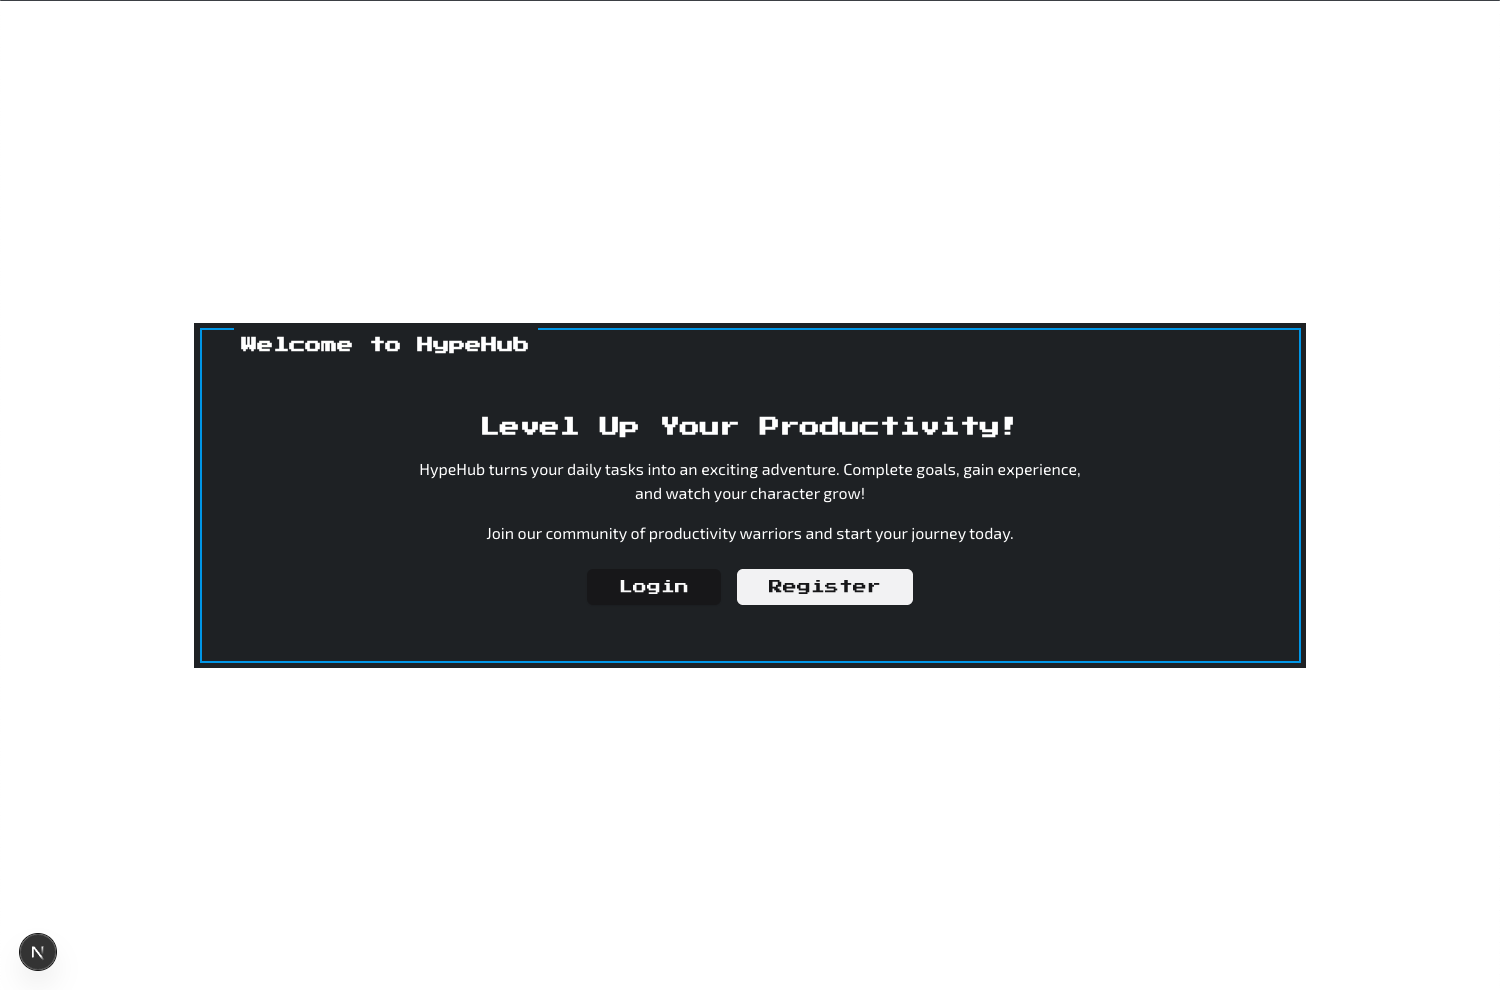 Welcome to HypeHub
Level Up Your Productivity!
HypeHub turns your daily tasks into an exciting adventure. Complete goals, gain experience,
and watch your character grow!
Join our community of productivity warriors and start your journey today.
Login
Register
N